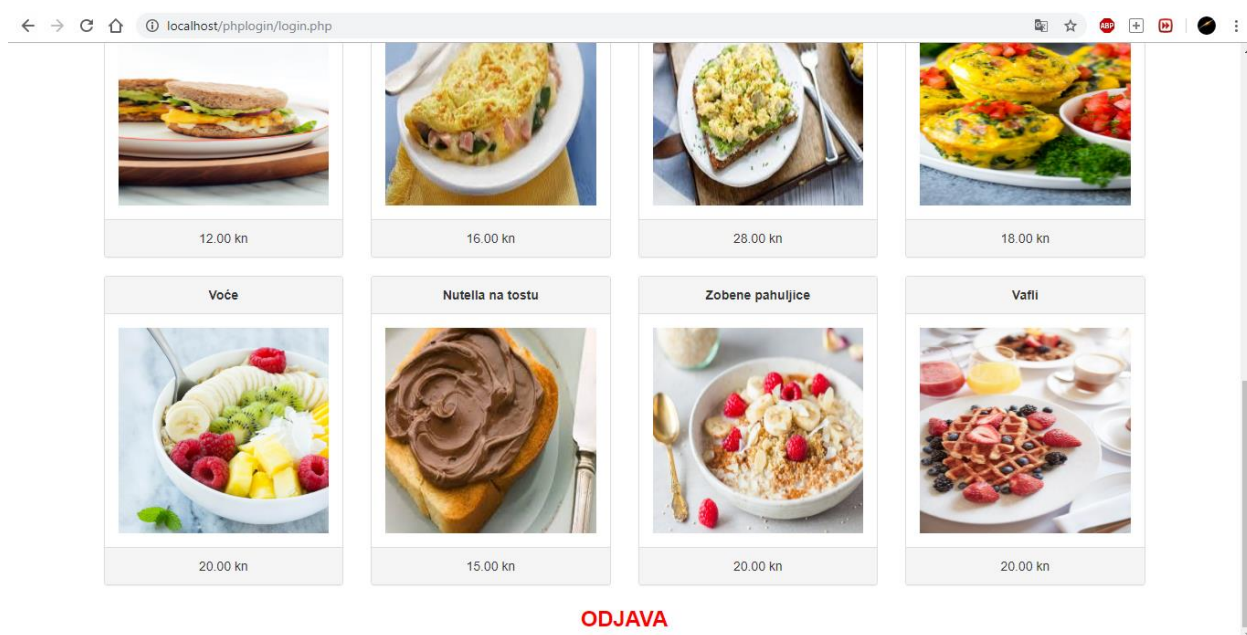 localhost/phplogin/login.php
ABP
12.00 kn
16.00 kn
28.00 kn
18.00 kn
Voće
Nutella na tostu
Zobene pahuljice
Vafli
20.00 kn
15.00 kn
20.00 kn
20.00 kn
ODJAVA